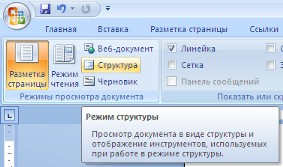 Главная Вставка Разметка страницы Ссылки
Разметка страницы
Режим чтения
Веб-документ
Структура
Черновик
Режимы просмотра документа
Линейка
Сетка
Панель сообщений
Показать или скр
Режим структуры
Просмотр документа в виде структуры и
отображение инструментов, используемых
при работе в режиме структуры.